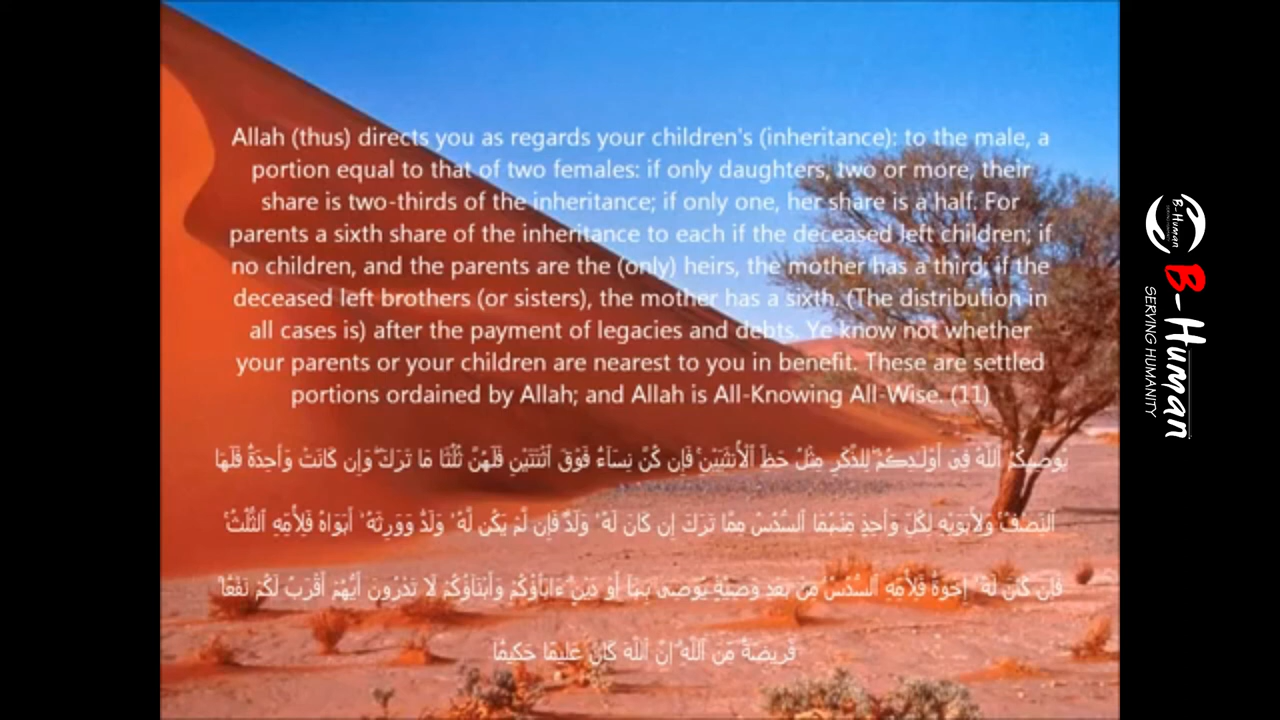 Allah (thus) directs you as regards your children's (inheritance): to the male, a
portion equal to that of two females: if only daughters, two or more, their
share is two-thirds of the inheritance; if only one, her share is a half. For
parents a sixth share of the inheritance to each if the deceased left children; if
no children, and the parents are the (only) heirs, the mother has a third; if the
deceased left brothers (or sisters), the mother has a sixth. (The distribution in
all cases is) after the payment of legacies and debts. Ye know not whether
your parents or your children are nearest to you in benefit. These are settled
portions ordained by Allah; and Allah is All-Knowing All-Wise. (11)
يُوصِيكُمُ ٱللَّهُ فِىٓ أَوْلَـٰدِكُمْ ۖ لِلذَّكَرِ مِثْلُ حَظِّ ٱلْأُنثَيَيْنِ ۚ فَإِن كُنَّ نِسَآءً فَوْقَ ٱثْنَتَيْنِ فَلَهُنَّ ثُلُثَا مَا تَرَكَ ۖ وَإِن كَانَتْ وَٲحِدَةً فَلَهَا
ٱلنِّصْفُ ۚ وَلِأَبَوَيْهِ لِكُلِّ وَٲحِدٍ مِّنْہُمَا ٱلسُّدُسُ مِمَّا تَرَكَ إِن كَانَ لَهُ ۥ وَلَدٌ ۚ فَإِن لَّمْ يَكُن لَّهُ ۥ وَلَدٌ وَوَرِثَهُ ۥۤ أَبَوَاهُ فَلِأُمِّهِ ٱلثُّلُثُ ۚ
فَإِن كَانَ لَهُ ۥۤ إِخْوَةٌ فَلِأُمِّهِ ٱلسُّدُسُ ۚ مِنۢ بَعْدِ وَصِيَّةٍ يُوصِى بِہَآ أَوْ دَيْنٍ ۗ ءَابَآؤُكُمْ وَأَبْنَآؤُكُمْ لَا تَدْرُونَ أَيُّهُمْ أَقْرَبُ لَكُمْ نَفْعًا ۚ
فَرِيضَةً مِّنَ ٱللَّهِ ۗ إِنَّ ٱللَّهَ كَانَ عَلِيمًا حَكِيمًا
B-Human
B-Human
SERVING HUMANITY